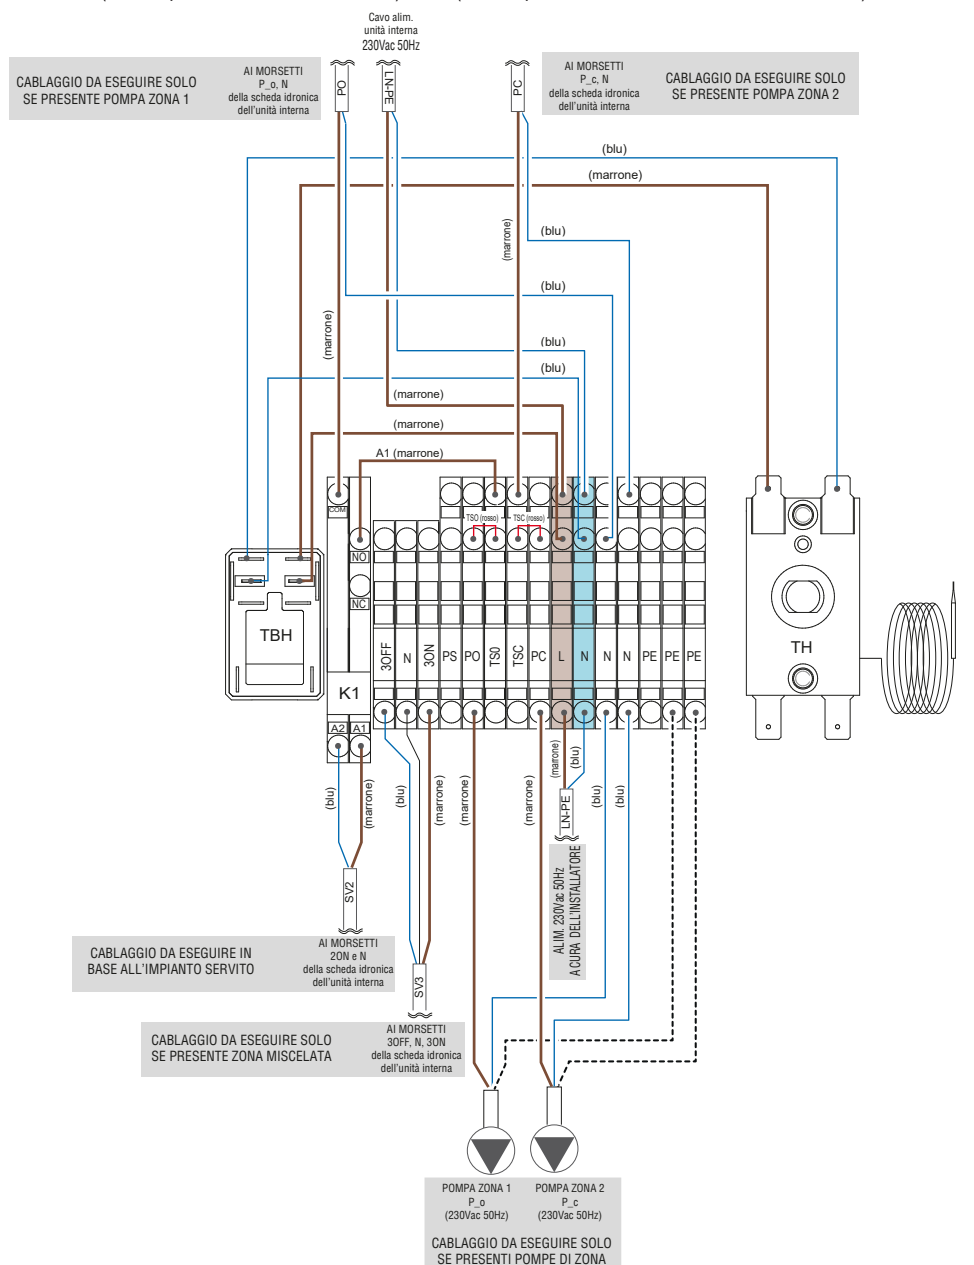 Cavo alim.
unità interna
230Vac 50Hz
CABLAGGIO DA ESEGUIRE SOLO
SE PRESENTE POMPA ZONA 1
AI MORSETTI
P_o, N
della scheda idronica
dell'unità interna
PO
LN-PE
PC
AI MORSETTI
P_c, N
della scheda idronica
dell'unità interna
CABLAGGIO DA ESEGUIRE SOLO
SE PRESENTE POMPA ZONA 2
(blu)
(marrone)
(marrone)
(blu)
(blu)
(marrone)
(blu)
(blu)
(marrone)
(marrone)
A1 (marrone)
COM
TSO (rosso)
TSC (rosso)
NO
NC
TBH
K1
3OFF
N
3ON
PS
PO
TS0
TSC
PC
L
N
N
N
PE
PE
PE
TH
A2
A1
(blu)
(marrone)
(blu)
(marrone)
(marrone)
(marrone)
(marrone)
(blu)
(blu)
(blu)
LN-PE
ALIM. 230Vac 50Hz
A CURA DELL'INSTALLATORE
SV2
CABLAGGIO DA ESEGUIRE IN
BASE ALL'IMPIANTO SERVITO
AI MORSETTI
2ON e N
della scheda idronica
dell'unità interna
SV3
CABLAGGIO DA ESEGUIRE SOLO
SE PRESENTE ZONA MISCELATA
AI MORSETTI
3OFF, N, 3ON
della scheda idronica
dell'unità interna
POMPA ZONA 1
P_o
(230Vac 50Hz)
POMPA ZONA 2
P_c
(230Vac 50Hz)
CABLAGGIO DA ESEGUIRE SOLO
SE PRESENTI POMPE DI ZONA